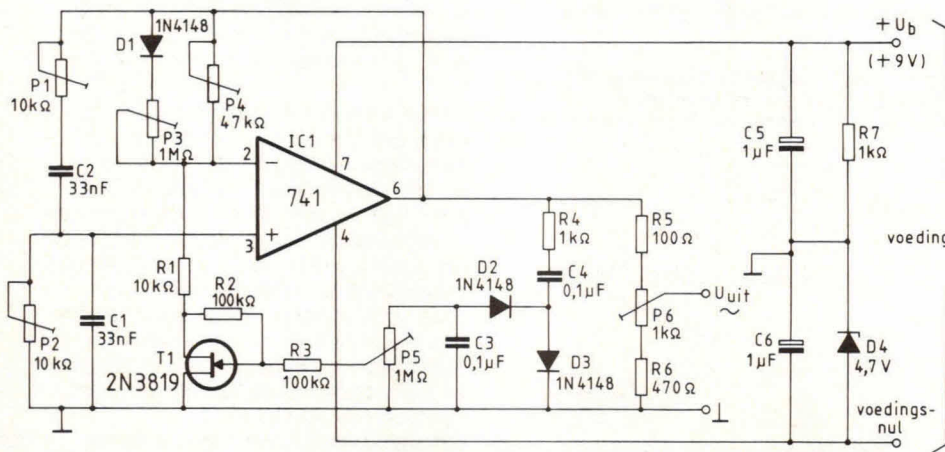 1N4148
D1
P1
10kΩ
P4
47kΩ
P3
1MΩ
IC1
2
−
7
741
6
3
+
4
C2
33nF
R1
10kΩ
R2
100kΩ
P2
10kΩ
C1
33nF
T1
2N3819
R3
100kΩ
P5
1MΩ
D2
1N4148
C3
0,1µF
R4
1kΩ
C4
0,1µF
D3
1N4148
R5
100Ω
P6
1kΩ
R6
470Ω
Uuit
~
+Ub
(+9V)
C5
1µF
R7
1kΩ
voeding
C6
1µF
D4
4,7V
voedings-
nul